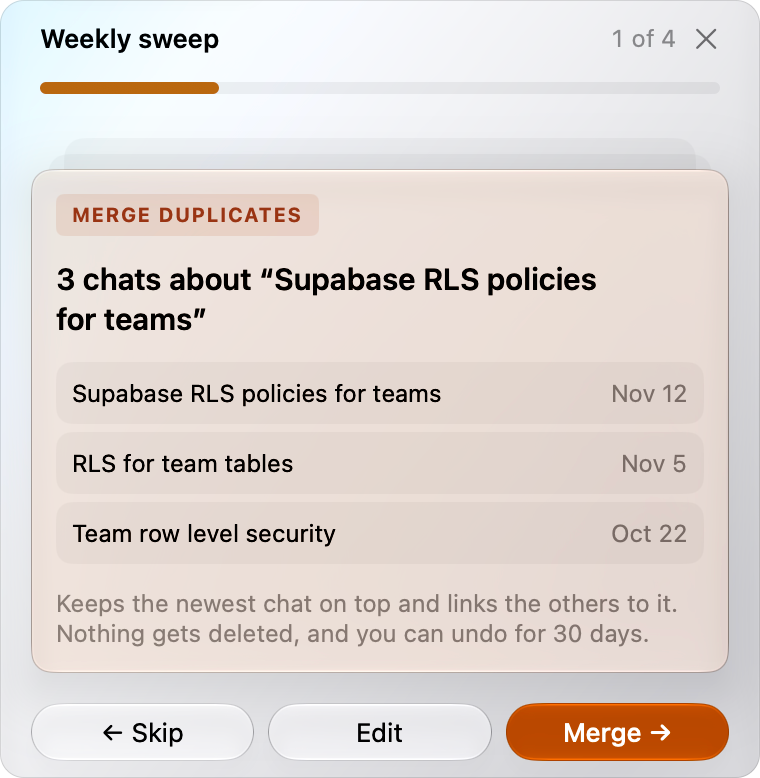 Weekly sweep
1 of 4
MERGE DUPLICATES
3 chats about “Supabase RLS policies
for teams”
Supabase RLS policies for teams
Nov 12
RLS for team tables
Nov 5
Team row level security
Oct 22
Keeps the newest chat on top and links the others to it.
Nothing gets deleted, and you can undo for 30 days.
← Skip
Edit
Merge →